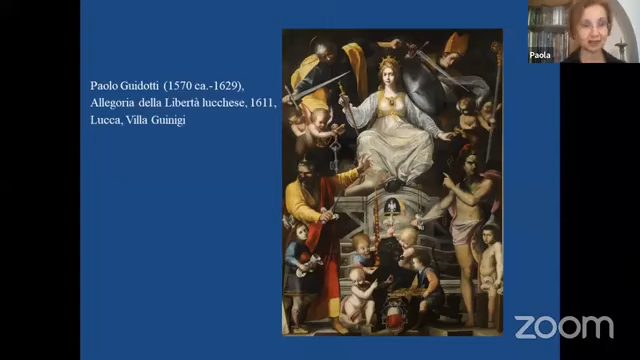 Paolo Guidotti (1570 ca.-1629),
Allegoria della Libertà lucchese, 1611,
Lucca, Villa Guinigi
Paola
zoom